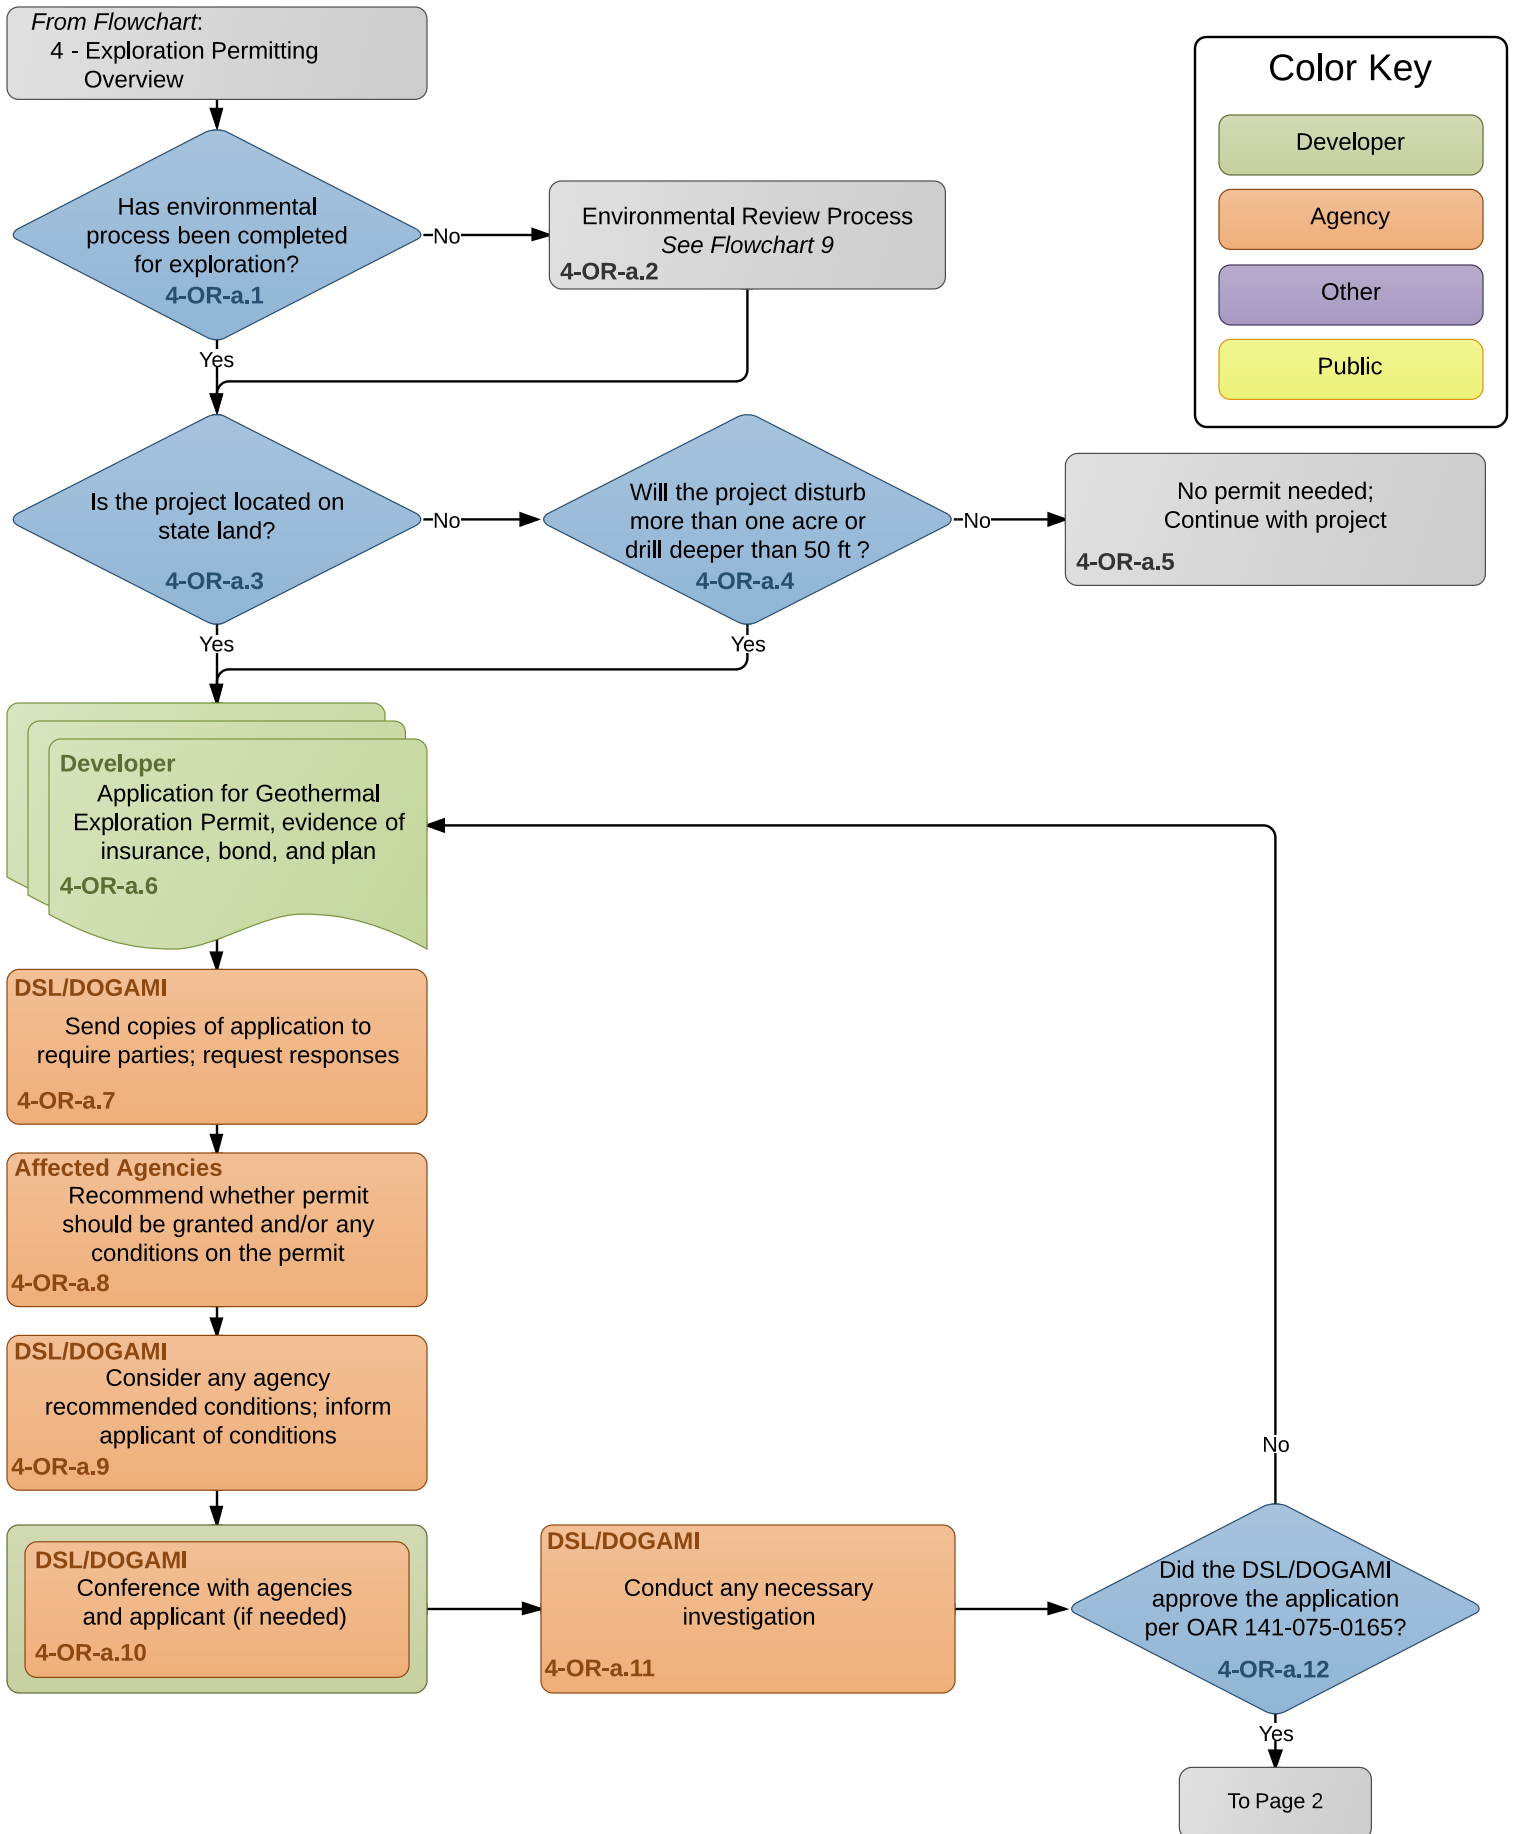 From Flowchart:
4 - Exploration Permitting
Overview
Color Key
Developer
Agency
Other
Public
Has environmental
process been completed
for exploration?
4-OR-a.1
No
Environmental Review Process
See Flowchart 9
4-OR-a.2
Yes
Is the project located on
state land?
4-OR-a.3
No
Will the project disturb
more than one acre or
drill deeper than 50 ft ?
4-OR-a.4
No
No permit needed;
Continue with project
4-OR-a.5
Yes
Yes
Developer
Application for Geothermal
Exploration Permit, evidence of
insurance, bond, and plan
4-OR-a.6
DSL/DOGAMI
Send copies of application to
require parties; request responses
4-OR-a.7
Affected Agencies
Recommend whether permit
should be granted and/or any
conditions on the permit
4-OR-a.8
DSL/DOGAMI
Consider any agency
recommended conditions; inform
applicant of conditions
4-OR-a.9
DSL/DOGAMI
Conference with agencies
and applicant (if needed)
4-OR-a.10
DSL/DOGAMI
Conduct any necessary
investigation
4-OR-a.11
No
Did the DSL/DOGAMI
approve the application
per OAR 141-075-0165?
4-OR-a.12
Yes
To Page 2